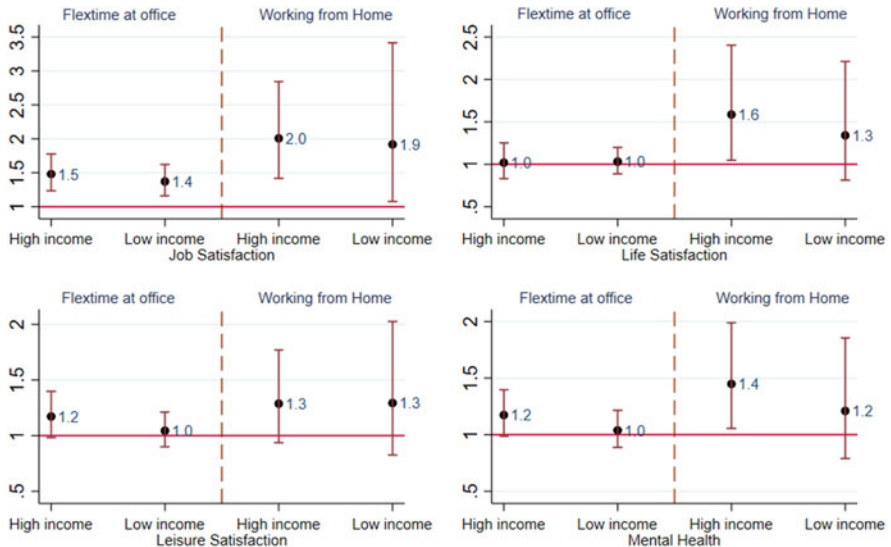 Flextime at office Working from Home
3.5
3
2.5
2
1.5
1
1.5
1.4
2.0
1.9
High income Low income High income Low income
Job Satisfaction
Flextime at office Working from Home
2.5
2
1.5
1
.5
1.0
1.0
1.6
1.3
High income Low income High income Low income
Life Satisfaction
Flextime at office Working from Home
2
1.5
1
.5
1.2
1.0
1.3
1.3
High income Low income High income Low income
Leisure Satisfaction
Flextime at office Working from Home
2
1.5
1
.5
1.2
1.0
1.4
1.2
High income Low income High income Low income
Mental Health